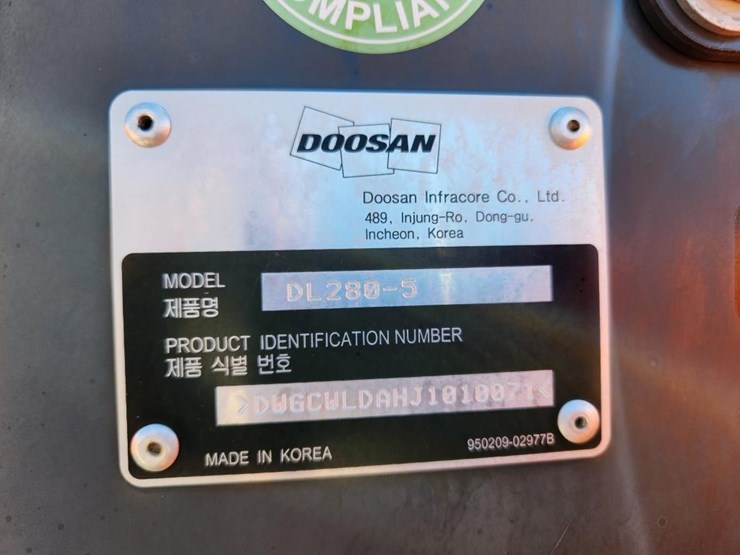 COMPLIA
DOOSAN
Doosan Infracore Co., Ltd.
489, Injung-Ro, Dong-gu,
Incheon, Korea
MODEL DL280-5
제품명
PRODUCT IDENTIFICATION NUMBER
제품 식별 번호
>DWGCWLDAHJ1010071<
MADE IN KOREA 950209-02977B